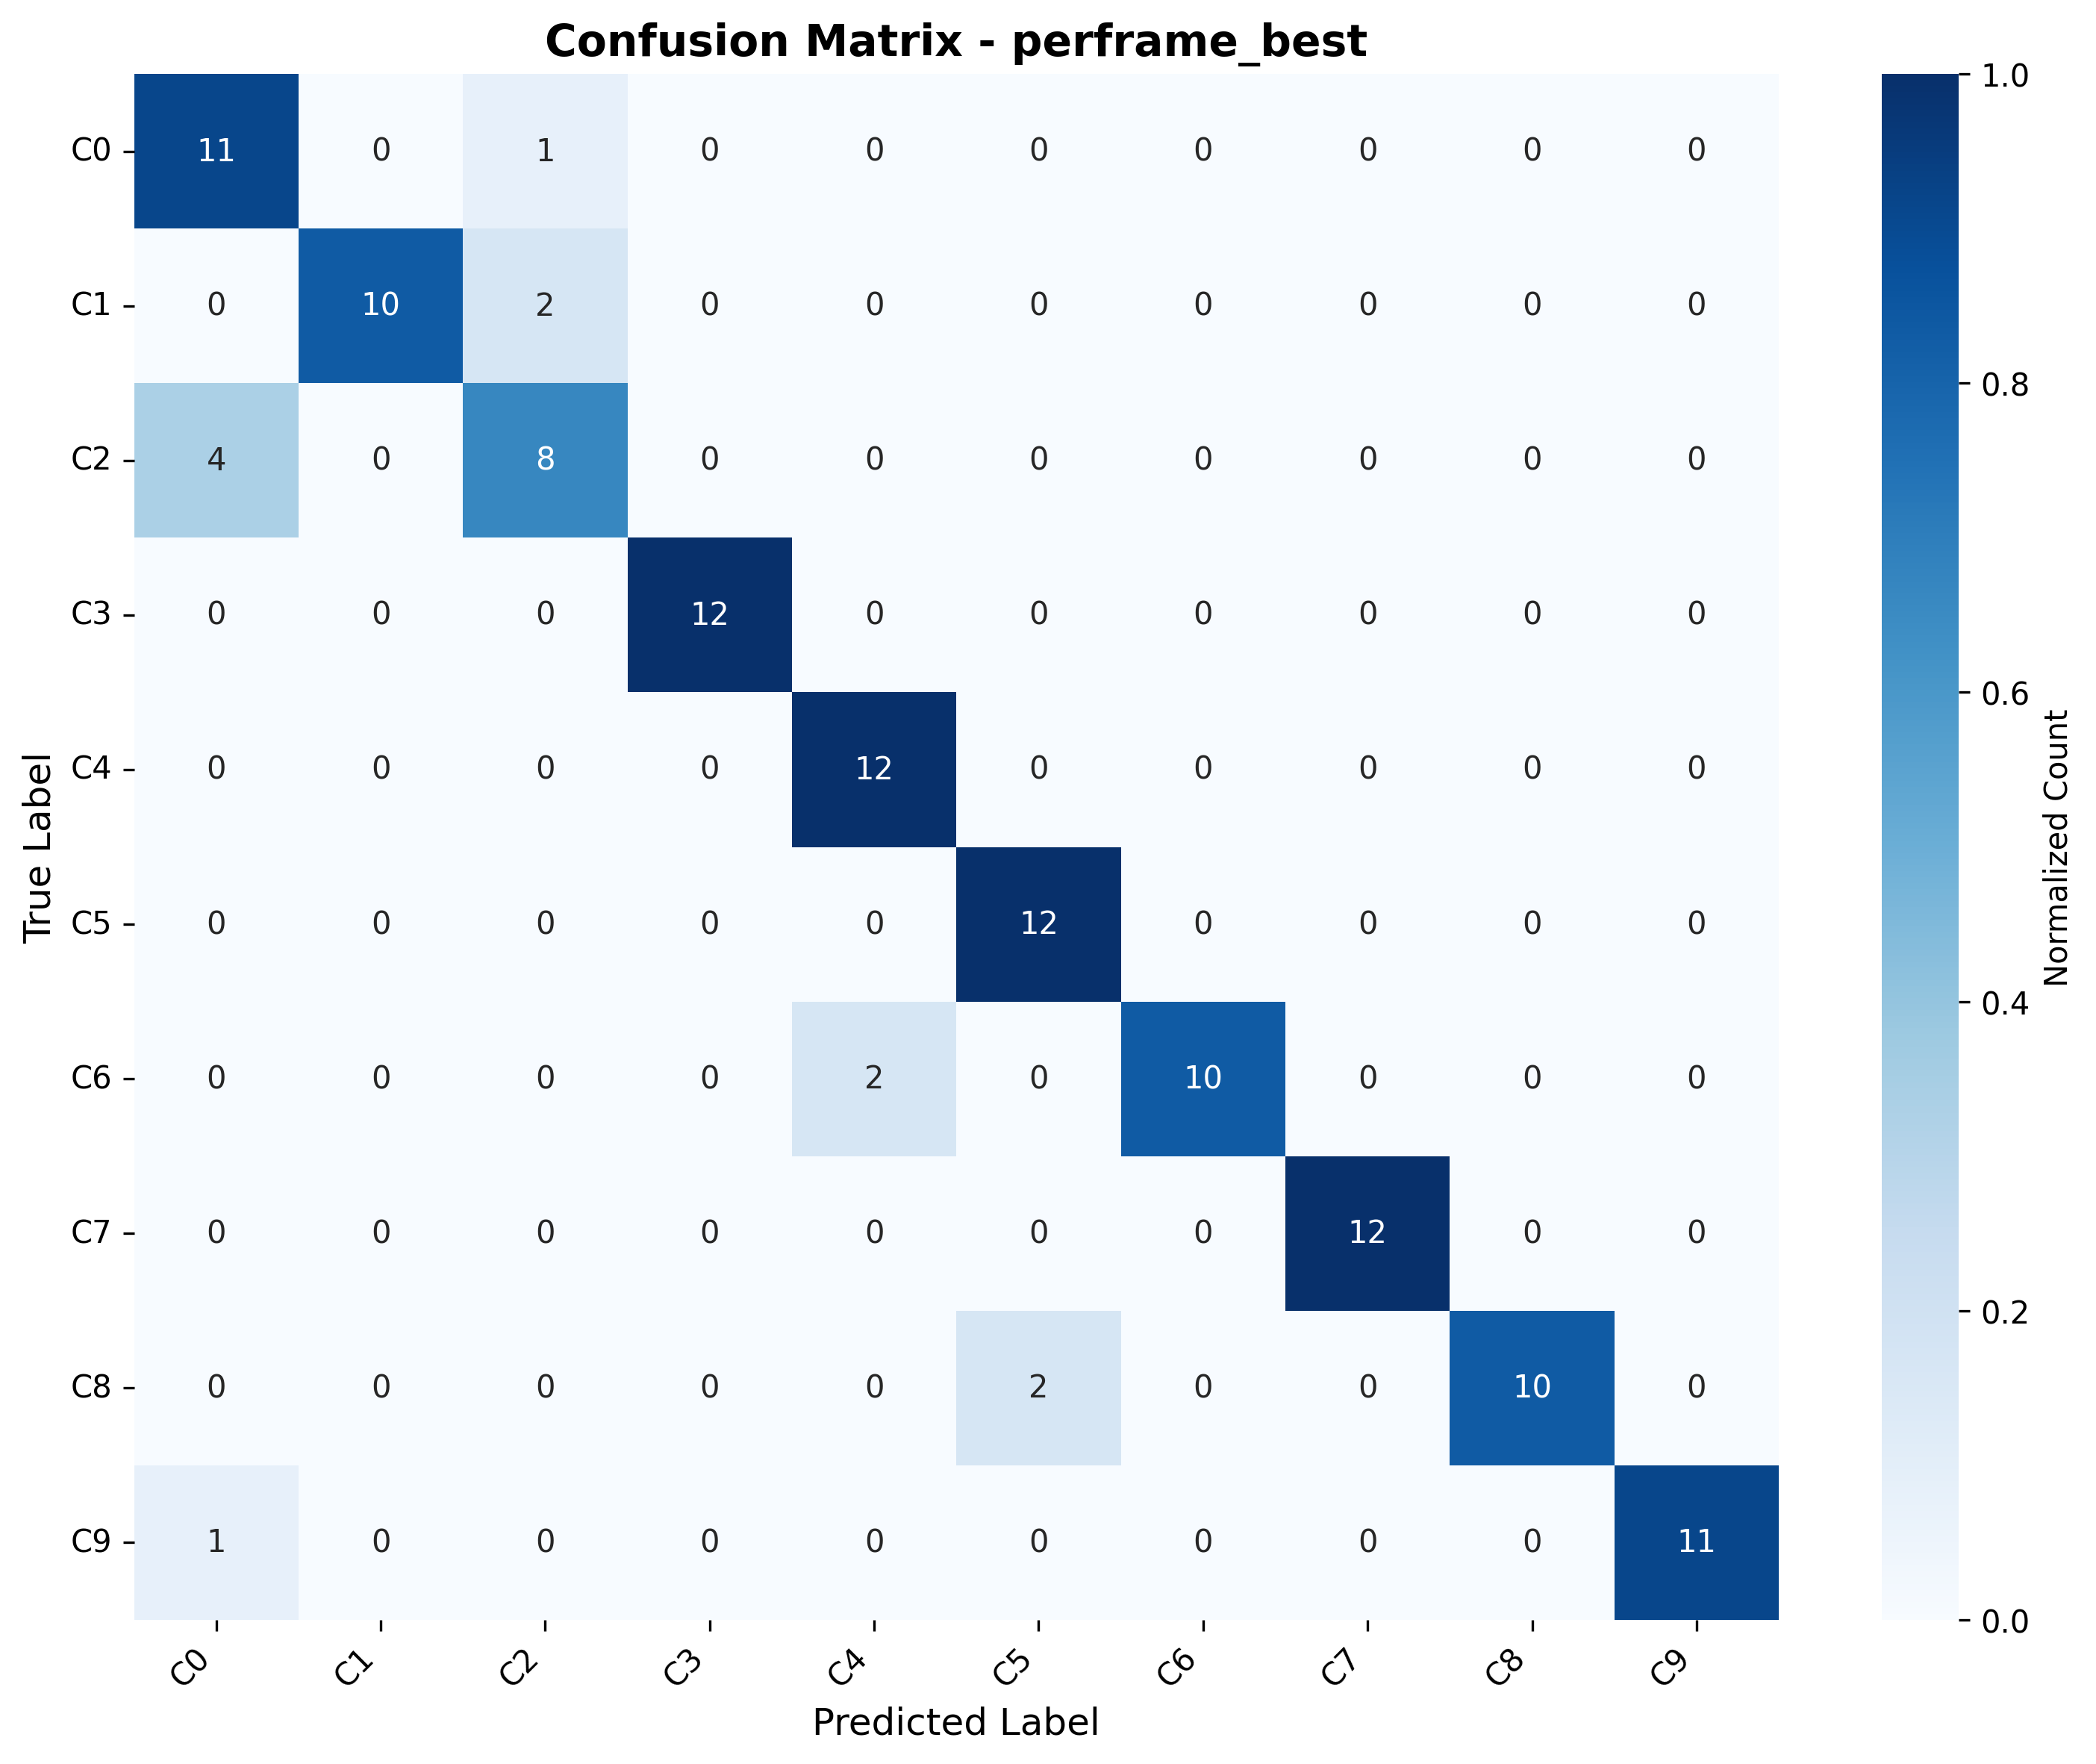 Confusion Matrix - perframe_best
C0 11 0 1 0 0 0 0 0 0 0
C1 0 10 2 0 0 0 0 0 0 0
C2 4 0 8 0 0 0 0 0 0 0
C3 0 0 0 12 0 0 0 0 0 0
C4 0 0 0 0 12 0 0 0 0 0
C5 0 0 0 0 0 12 0 0 0 0
C6 0 0 0 0 2 0 10 0 0 0
C7 0 0 0 0 0 0 0 12 0 0
C8 0 0 0 0 0 2 0 0 10 0
C9 1 0 0 0 0 0 0 0 0 11
C0 C1 C2 C3 C4 C5 C6 C7 C8 C9
Predicted Label
True Label
1.0
0.8
0.6
0.4
0.2
0.0
Normalized Count